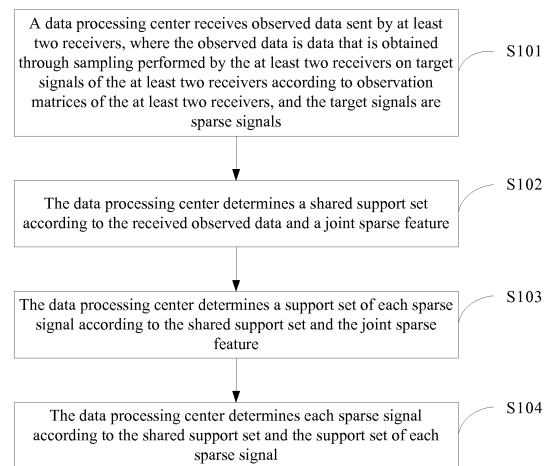 A data processing center receives observed data sent by at least
two receivers, where the observed data is data that is obtained
through sampling performed by the at least two receivers on target
signals of the at least two receivers according to observation
matrices of the at least two receivers, and the target signals are
sparse signals
S101
The data processing center determines a shared support set
according to the received observed data and a joint sparse feature
S102
The data processing center determines a support set of each sparse
signal according to the shared support set and the joint sparse
feature
S103
The data processing center determines each sparse signal
according to the shared support set and the support set of each
sparse signal
S104